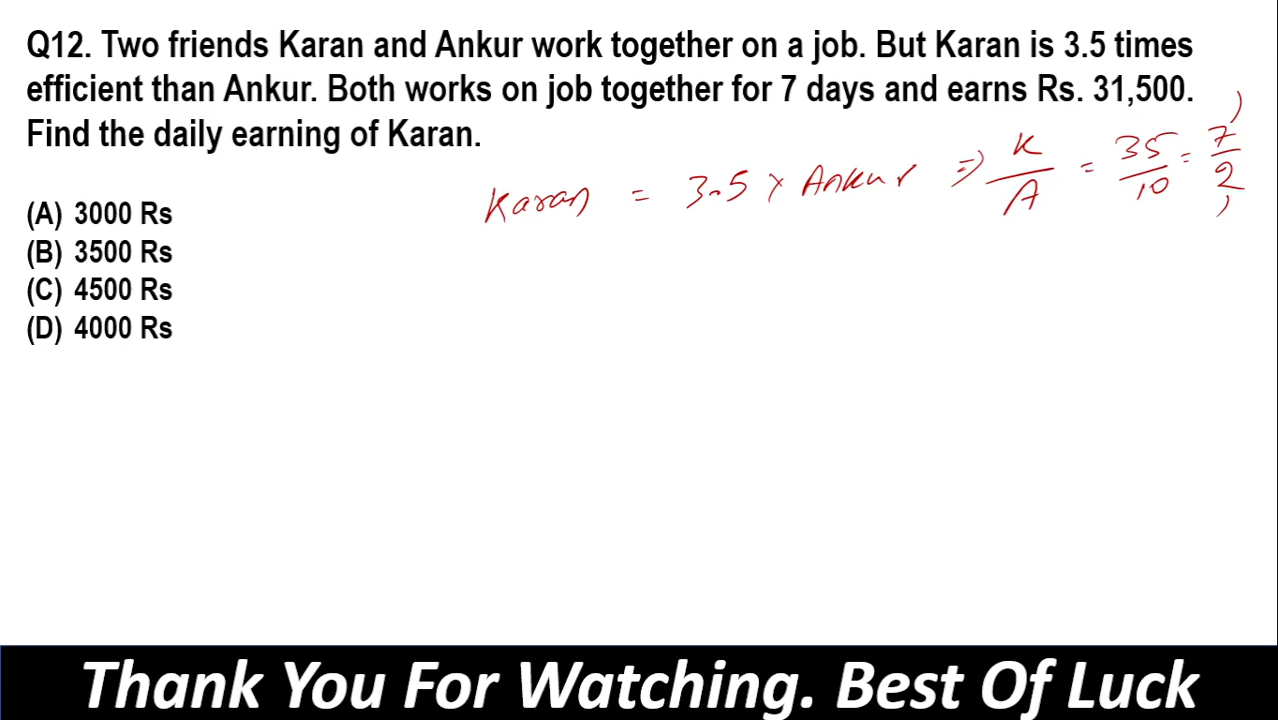 Q12. Two friends Karan and Ankur work together on a job. But Karan is 3.5 times
efficient than Ankur. Both works on job together for 7 days and earns Rs. 31,500.
Find the daily earning of Karan.
Karan = 3.5 × Ankur ⇒ K/A = 35/10 = 7/2
(A) 3000 Rs
(B) 3500 Rs
(C) 4500 Rs
(D) 4000 Rs
Thank You For Watching. Best Of Luck